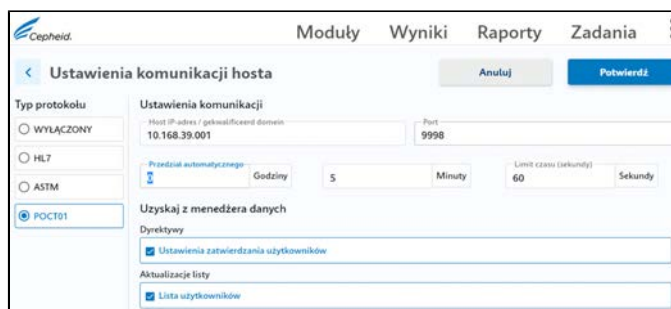 Cepheid.
Moduły Wyniki Raporty Zadania
Ustawienia komunikacji hosta Anuluj Potwierdź
Typ protokołu
WYŁĄCZONY
HL7
ASTM
POCT01
Ustawienia komunikacji
Host IP-adres / gekwalificeerd domein Port
10.168.39.001 9998
Przedział automatycznego Limit czasu (sekundy)
0 Godziny 5 Minuty 60 Sekundy
Uzyskaj z menedżera danych
Dyrektywy
Ustawienia zatwierdzania użytkowników
Aktualizacje listy
Lista użytkowników